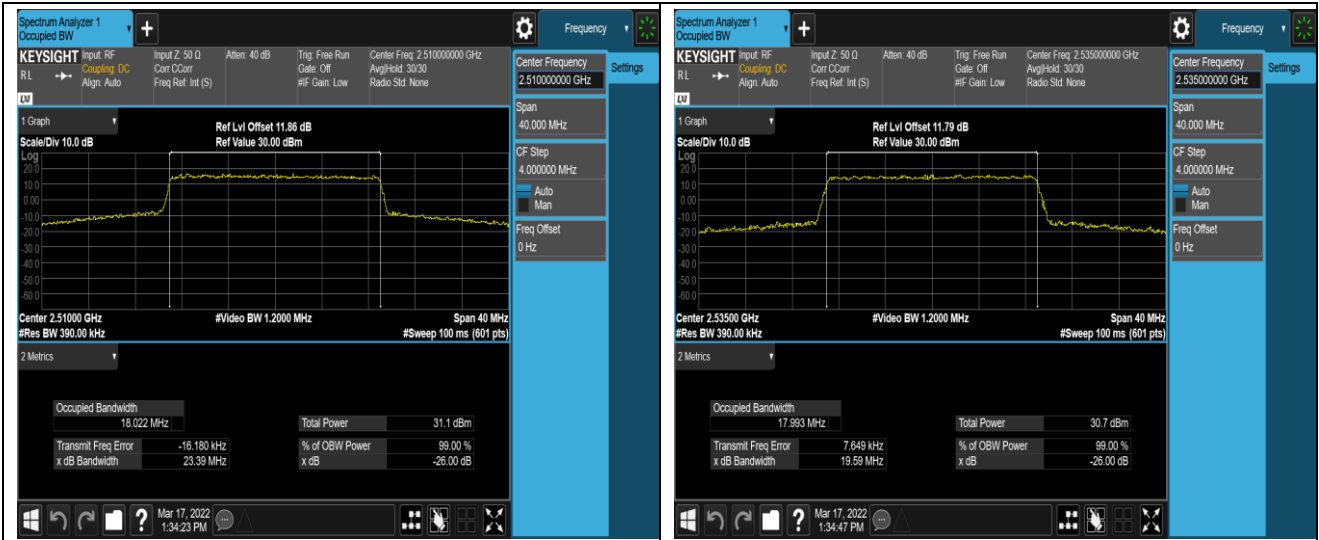 Spectrum Analyzer 1
Occupied BW
+
Frequency
KEYSIGHT Input: RF Input Z: 50 Ω Atten: 40 dB Trig: Free Run Center Freq: 2.510000000 GHz
RL Coupling: DC Corr CCorr Gate: Off Avg|Hold: 30/30
Align: Auto Freq Ref: Int (S) #IF Gain: Low Radio Std: None
LXI
Center Frequency
2.510000000 GHz
Settings
Span
40.000 MHz
CF Step
4.000000 MHz
Auto
Man
Freq Offset
0 Hz
1 Graph
Ref Lvl Offset 11.86 dB
Scale/Div 10.0 dB Ref Value 30.00 dBm
Log
20.0
10.0
0.00
-10.0
-20.0
-30.0
-40.0
-50.0
-60.0
Center 2.51000 GHz #Video BW 1.2000 MHz Span 40 MHz
#Res BW 390.00 kHz #Sweep 100 ms (601 pts)
2 Metrics
Occupied Bandwidth
18.022 MHz Total Power 31.1 dBm
Transmit Freq Error -16.180 kHz % of OBW Power 99.00 %
x dB Bandwidth 23.39 MHz x dB -26.00 dB
?
Mar 17, 2022
1:34:23 PM
Spectrum Analyzer 1
Occupied BW
+
Frequency
KEYSIGHT Input: RF Input Z: 50 Ω Atten: 40 dB Trig: Free Run Center Freq: 2.535000000 GHz
RL Coupling: DC Corr CCorr Gate: Off Avg|Hold: 30/30
Align: Auto Freq Ref: Int (S) #IF Gain: Low Radio Std: None
LXI
Center Frequency
2.535000000 GHz
Settings
Span
40.000 MHz
CF Step
4.000000 MHz
Auto
Man
Freq Offset
0 Hz
1 Graph
Ref Lvl Offset 11.79 dB
Scale/Div 10.0 dB Ref Value 30.00 dBm
Log
20.0
10.0
0.00
-10.0
-20.0
-30.0
-40.0
-50.0
-60.0
Center 2.53500 GHz #Video BW 1.2000 MHz Span 40 MHz
#Res BW 390.00 kHz #Sweep 100 ms (601 pts)
2 Metrics
Occupied Bandwidth
17.993 MHz Total Power 30.7 dBm
Transmit Freq Error 7.649 kHz % of OBW Power 99.00 %
x dB Bandwidth 19.59 MHz x dB -26.00 dB
?
Mar 17, 2022
1:34:47 PM